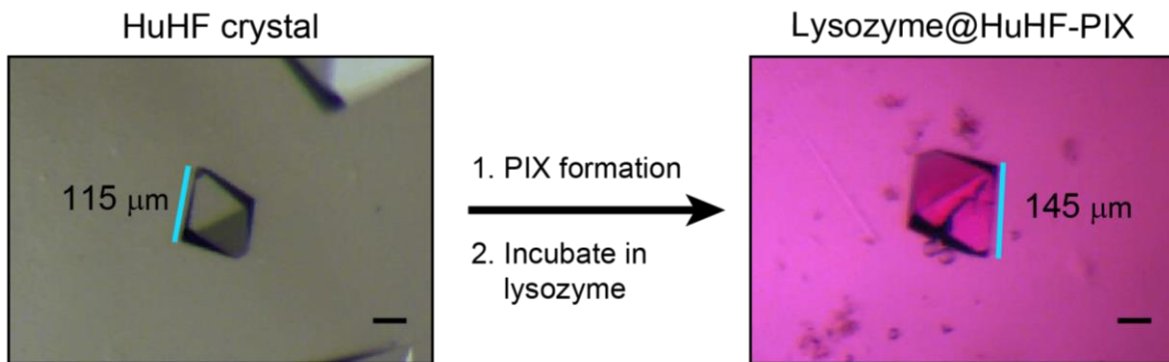 HuHF crystal
Lysozyme@HuHF-PIX
115 μm
1. PIX formation
2. Incubate in
lysozyme
145 μm